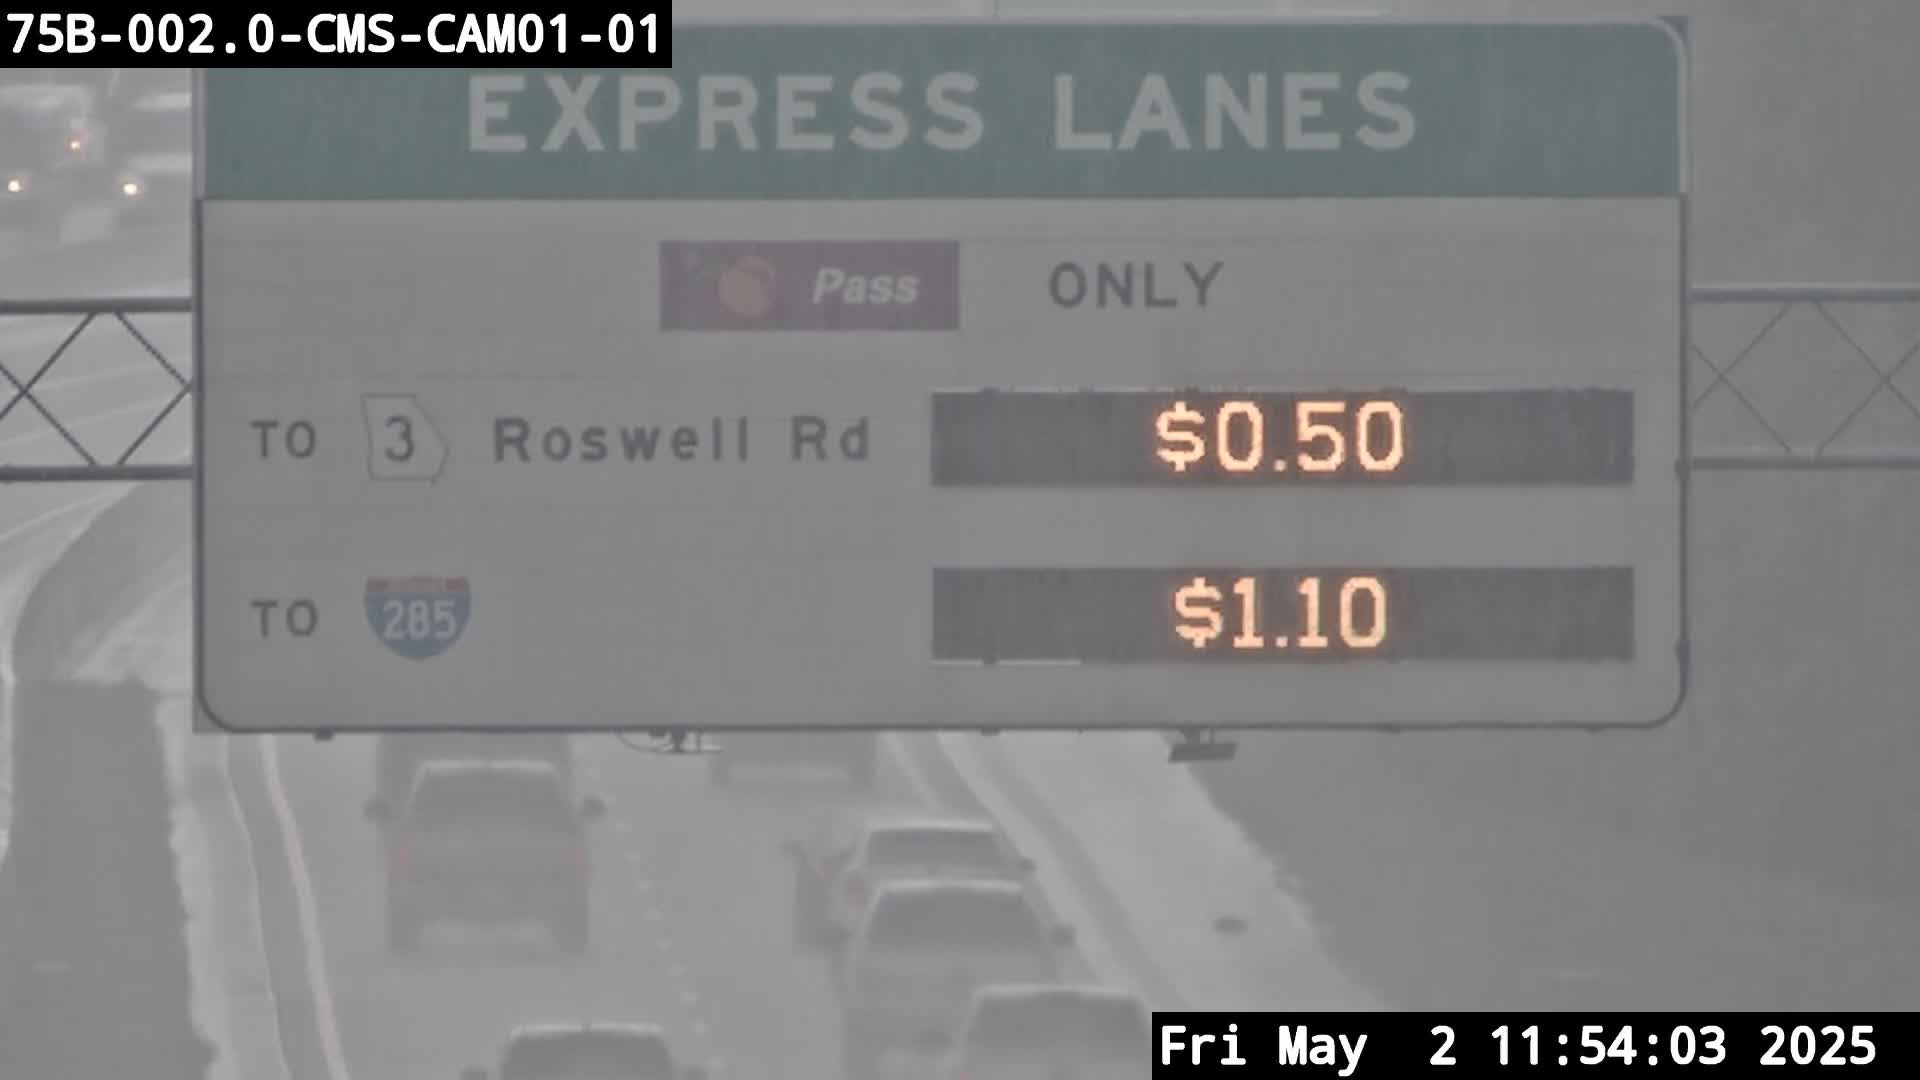 75B-002.0-CMS-CAM01-01
EXPRESS LANES
Pass ONLY
TO 3 Roswell Rd $0.50
TO 285 $1.10
Fri May  2 11:54:03 2025